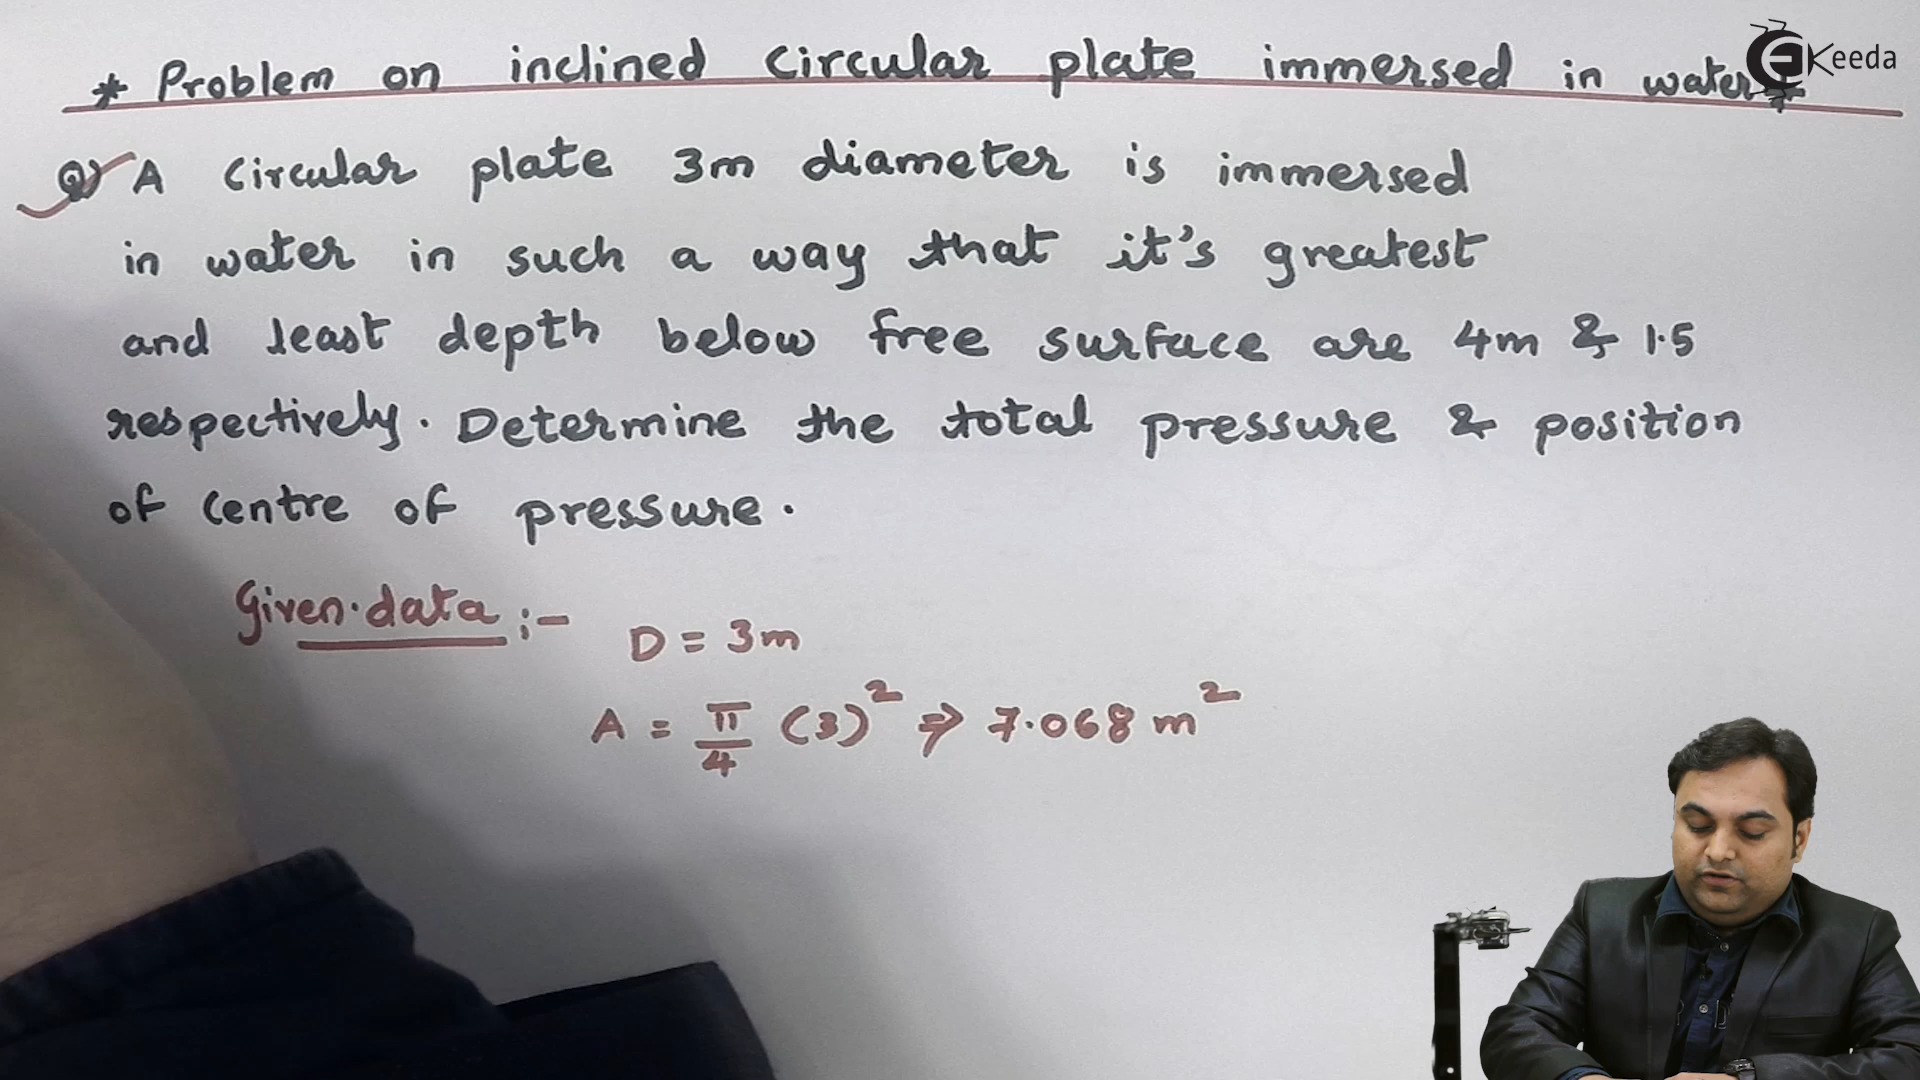 * Problem on inclined circular plate immersed in water *
Keeda
Q) A circular plate 3m diameter is immersed
in water in such a way that it's greatest
and least depth below free surface are 4m & 1.5
respectively. Determine the total pressure & position
of centre of pressure.
Given data :-
D = 3m
A = π/4 (3)² ⇒ 7.068 m²